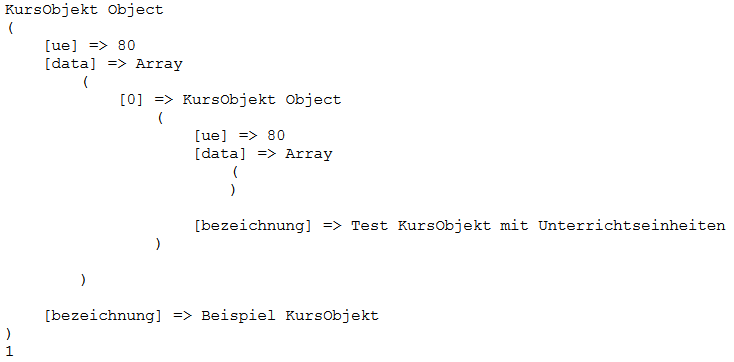 KursObjekt Object
(
    [ue] => 80
    [data] => Array
        (
            [0] => KursObjekt Object
                (
                    [ue] => 80
                    [data] => Array
                        (
                        )

                    [bezeichnung] => Test KursObjekt mit Unterrichtseinheiten
                )

        )

    [bezeichnung] => Beispiel KursObjekt
)
1